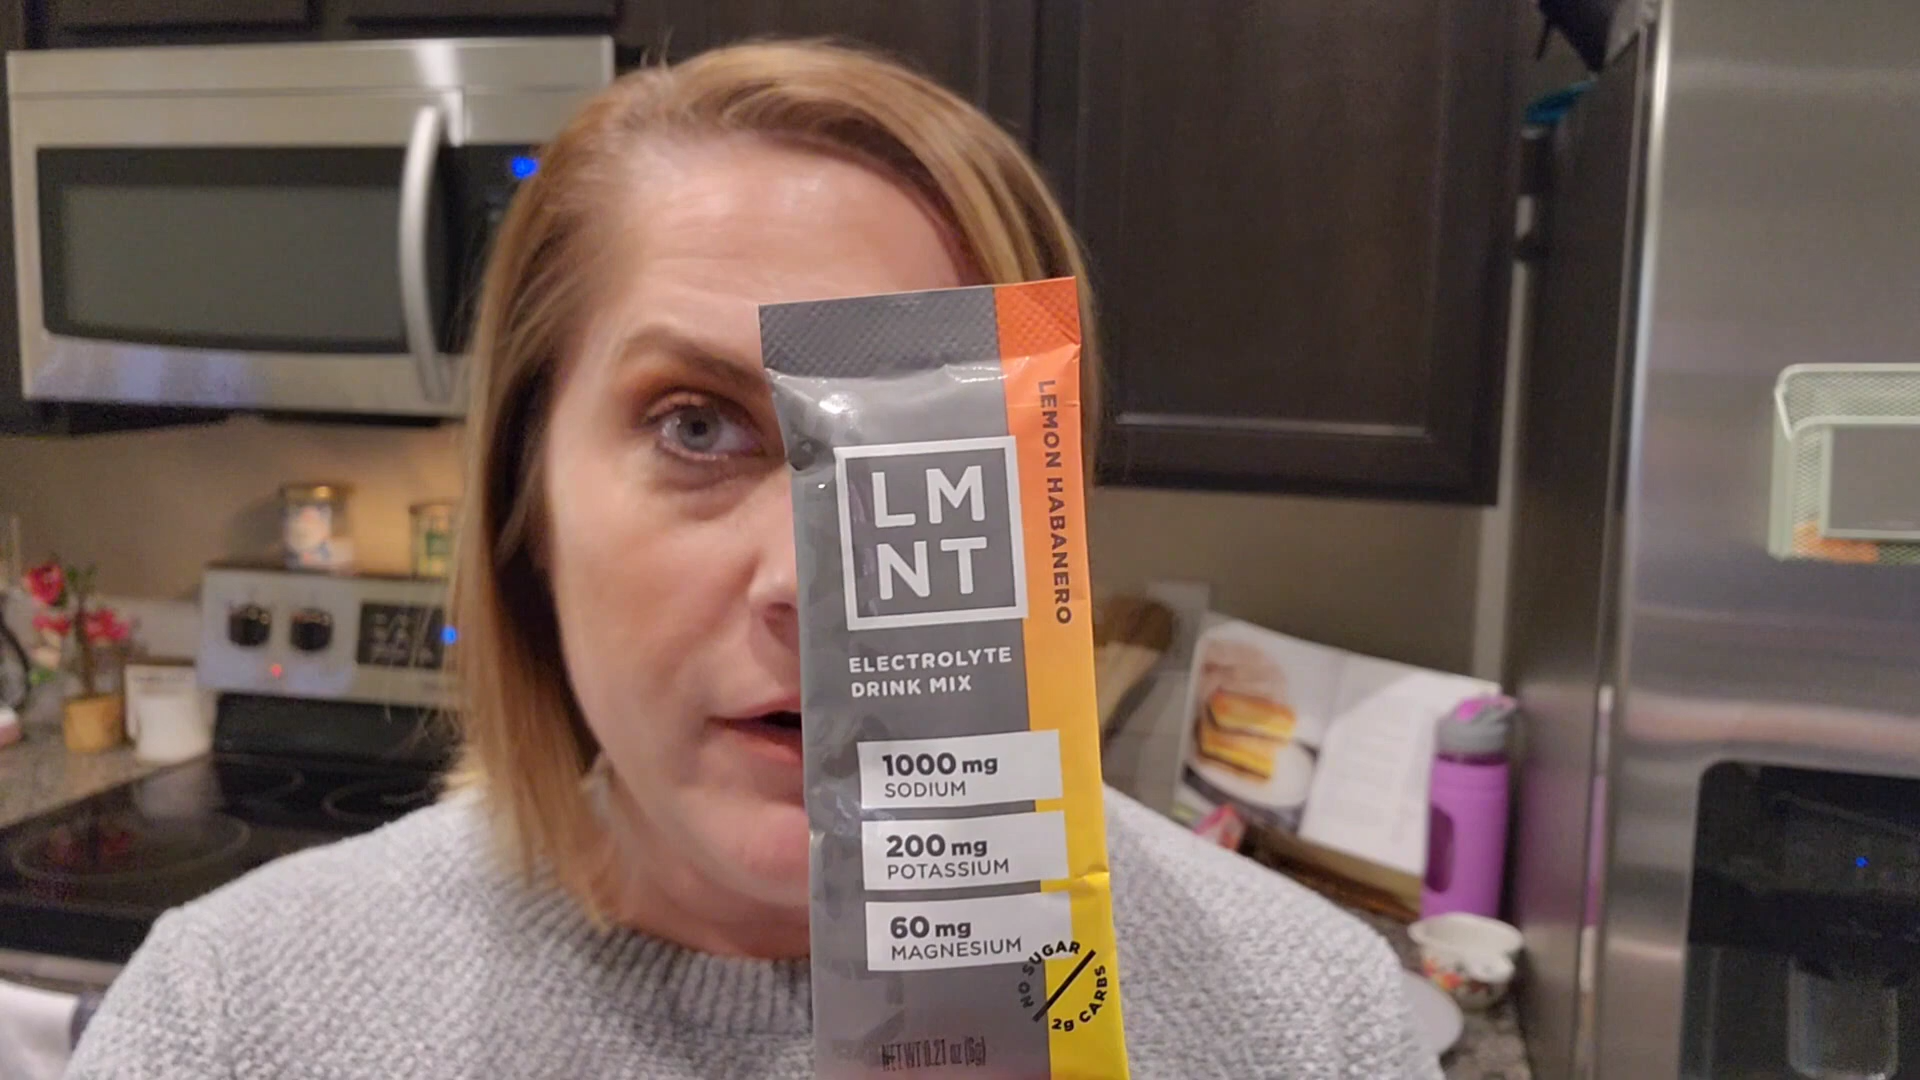 LEMON HABANERO
LM
NT
ELECTROLYTE
DRINK MIX
1000 mg
SODIUM
200 mg
POTASSIUM
60 mg
MAGNESIUM
NO SUGAR
2g CARBS
NET WT 0.21 oz (6g)